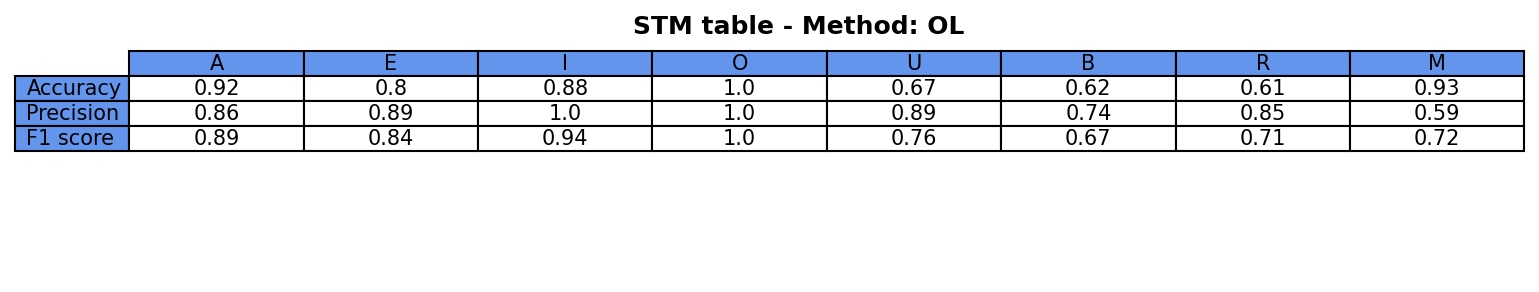 STM table - Method: OL
A E I O U B R M
Accuracy 0.92 0.8 0.88 1.0 0.67 0.62 0.61 0.93
Precision 0.86 0.89 1.0 1.0 0.89 0.74 0.85 0.59
F1 score 0.89 0.84 0.94 1.0 0.76 0.67 0.71 0.72